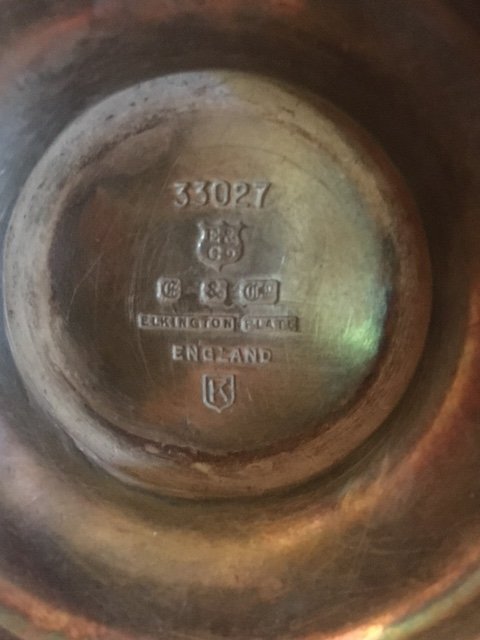 33027
E &
Co
E & Co
ELKINGTON PLATE
ENGLAND
K